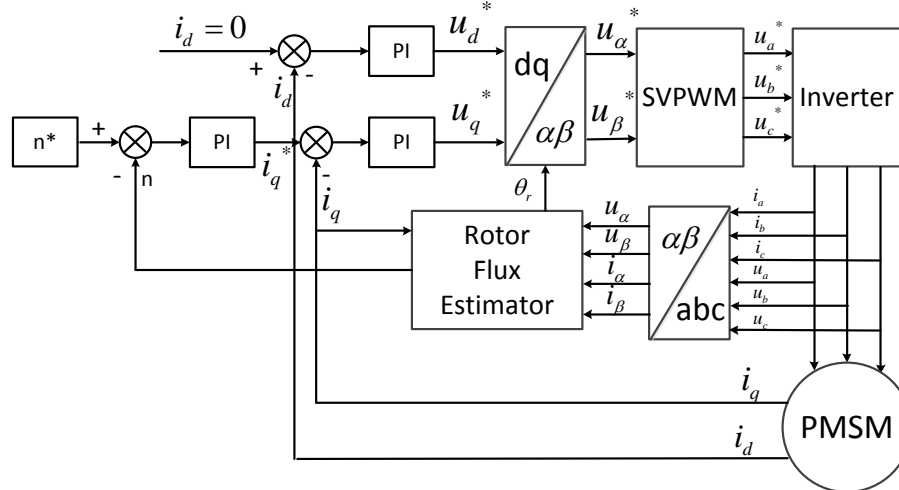 i_d = 0
+
-
i_d
PI
u_d^*
dq
αβ
u_α^*
u_β^*
SVPWM
u_a^*
u_b^*
u_c^*
Inverter
n*
+
-
n
PI
i_q^*
-
i_q
PI
u_q^*
θ_r
Rotor
Flux
Estimator
u_α
u_β
i_α
i_β
αβ
abc
i_a
i_b
i_c
u_a
u_b
u_c
i_q
i_d
PMSM